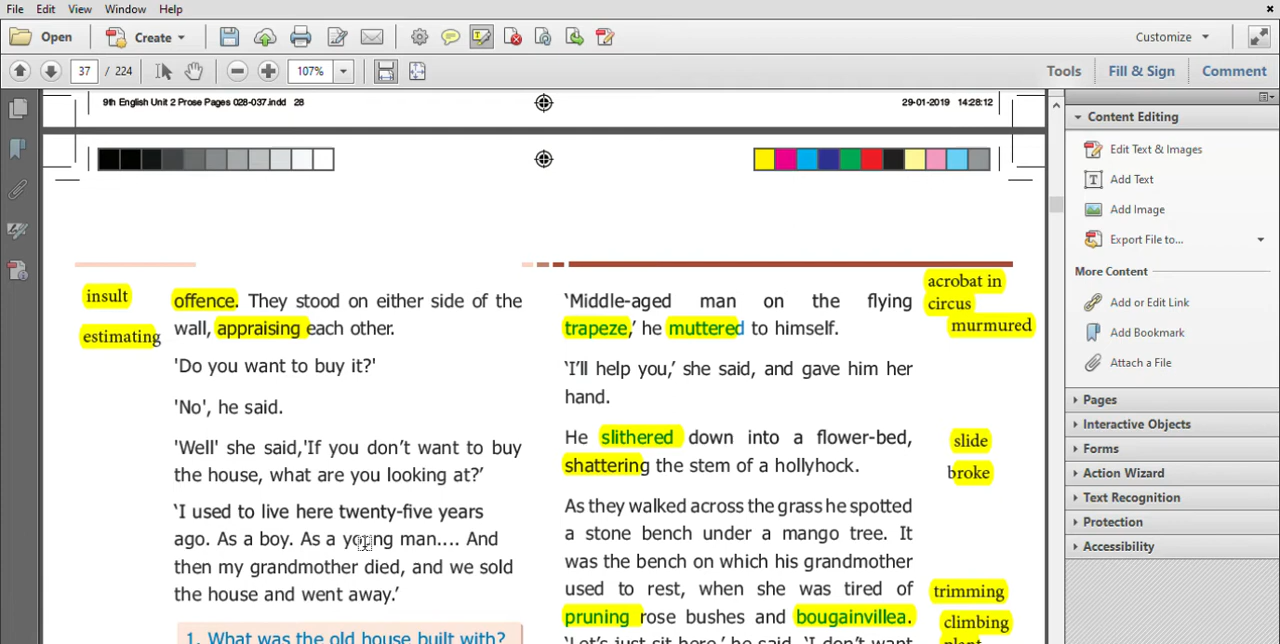 File Edit View Window Help
Open Create Customize
37 / 224 107% Tools Fill & Sign Comment
9th English Unit 2 Prose Pages 028-037.indd 28 29-01-2019 14:28:12
insult
estimating
offence. They stood on either side of the
wall, appraising each other.
'Do you want to buy it?'
'No', he said.
'Well' she said,'If you don't want to buy
the house, what are you looking at?'
'I used to live here twenty-five years
ago. As a boy. As a young man.... And
then my grandmother died, and we sold
the house and went away.'
1. What was the old house built with?
'Middle-aged man on the flying
trapeze,' he muttered to himself.
'I'll help you,' she said, and gave him her
hand.
He slithered down into a flower-bed,
shattering the stem of a hollyhock.
As they walked across the grass he spotted
a stone bench under a mango tree. It
was the bench on which his grandmother
used to rest, when she was tired of
pruning rose bushes and bougainvillea.
'Let's just sit here,' he said, 'I don't want
acrobat in
circus
murmured
slide
broke
trimming
climbing
plant
Content Editing
Edit Text & Images
Add Text
Add Image
Export File to...
More Content
Add or Edit Link
Add Bookmark
Attach a File
Pages
Interactive Objects
Forms
Action Wizard
Text Recognition
Protection
Accessibility